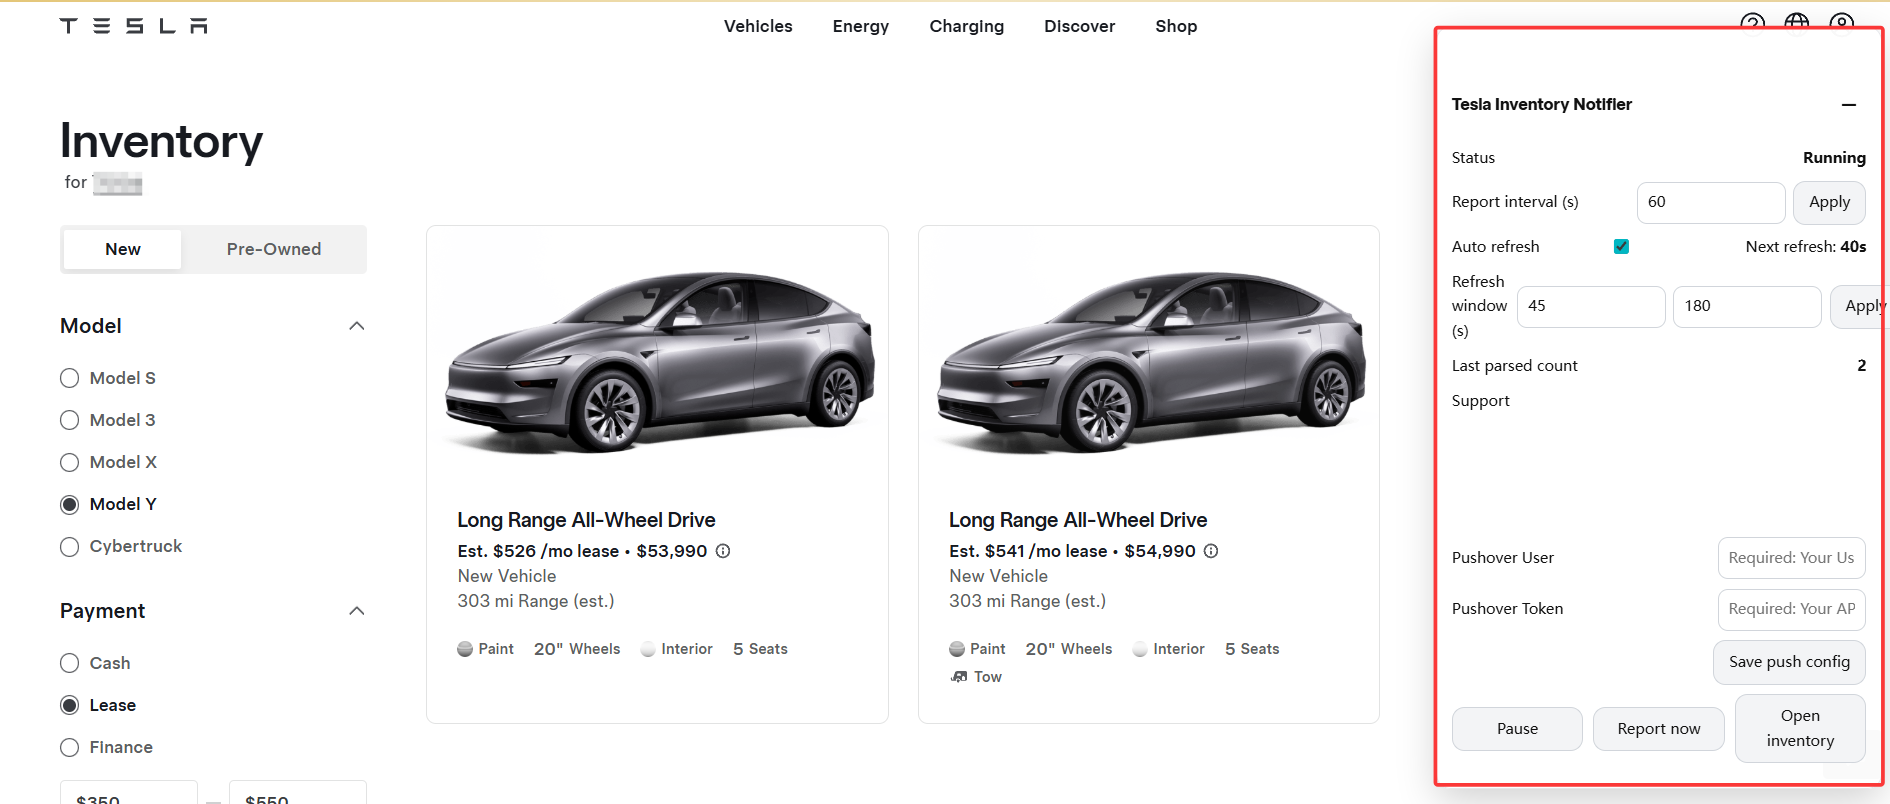 TESLA
Vehicles Energy Charging Discover Shop
Inventory
for
New Pre-Owned
Model
Model S
Model 3
Model X
Model Y
Cybertruck
Payment
Cash
Lease
Finance
$350 — $550
Long Range All-Wheel Drive
Est. $526 /mo lease • $53,990
New Vehicle
303 mi Range (est.)
Paint 20" Wheels Interior 5 Seats
Long Range All-Wheel Drive
Est. $541 /mo lease • $54,990
New Vehicle
303 mi Range (est.)
Paint 20" Wheels Interior 5 Seats
Tow
Tesla Inventory Notifier
Status Running
Report interval (s) 60 Apply
Auto refresh Next refresh: 40s
Refresh
window 45 180 Apply
(s)
Last parsed count 2
Support
Pushover User Required: Your Us
Pushover Token Required: Your AP
Save push config
Pause Report now Open
inventory